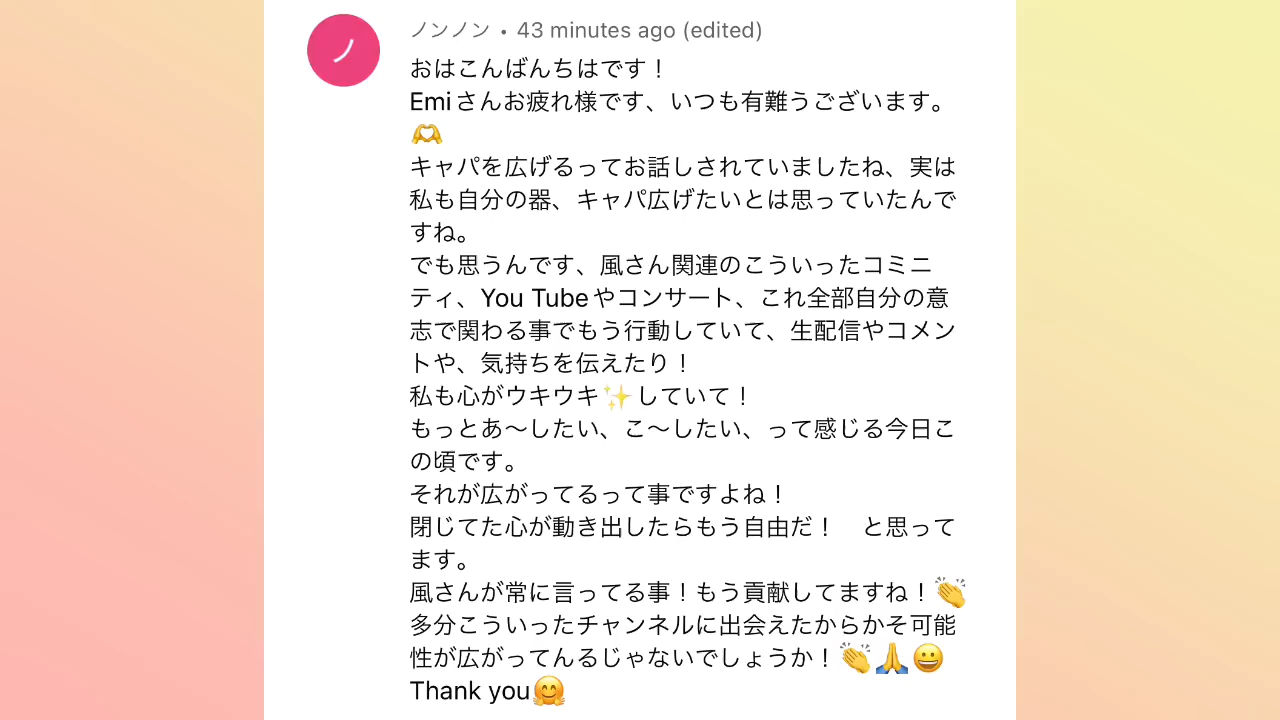 ノ
ノンノン • 43 minutes ago (edited)
おはこんばんちはです！
Emiさんお疲れ様です、いつも有難うございます。
🫶
キャパを広げるってお話しされていましたね、実は
私も自分の器、キャパ広げたいとは思っていたんで
すね。
でも思うんです、風さん関連のこういったコミニ
ティ、You Tubeやコンサート、これ全部自分の意
志で関わる事でもう行動していて、生配信やコメン
トや、気持ちを伝えたり！
私も心がウキウキ✨していて！
もっとあ〜したい、こ〜したい、って感じる今日こ
の頃です。
それが広がってるって事ですよね！
閉じてた心が動き出したらもう自由だ！　と思って
ます。
風さんが常に言ってる事！もう貢献してますね！👏
多分こういったチャンネルに出会えたからかそ可能
性が広がってんるじゃないでしょうか！👏🙏😀
Thank you🤗